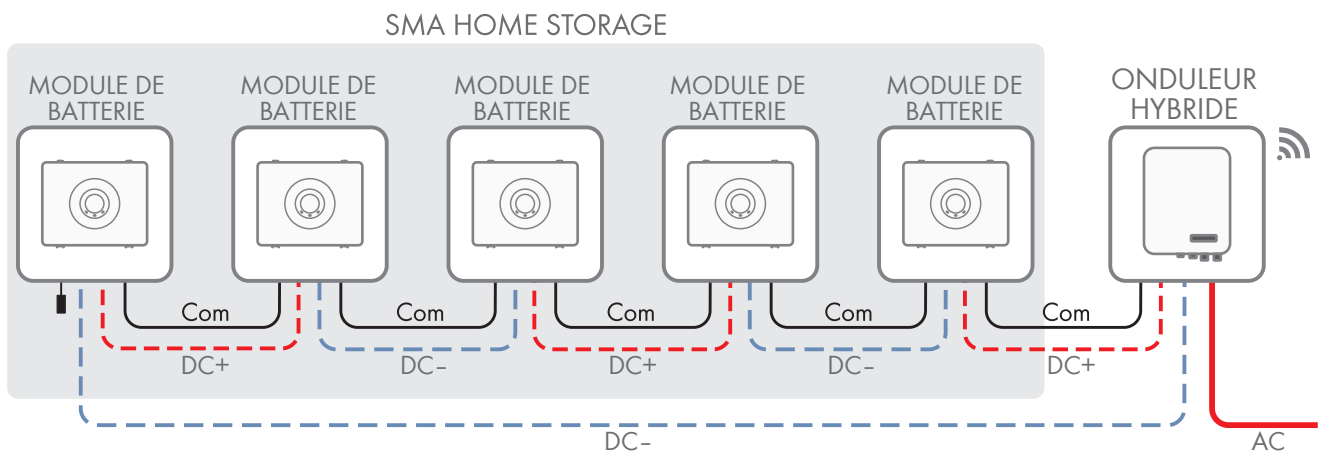 SMA HOME STORAGE
MODULE DE
BATTERIE
MODULE DE
BATTERIE
MODULE DE
BATTERIE
MODULE DE
BATTERIE
MODULE DE
BATTERIE
ONDULEUR
HYBRIDE
Com
Com
Com
Com
Com
DC+
DC–
DC+
DC–
DC+
DC–
AC